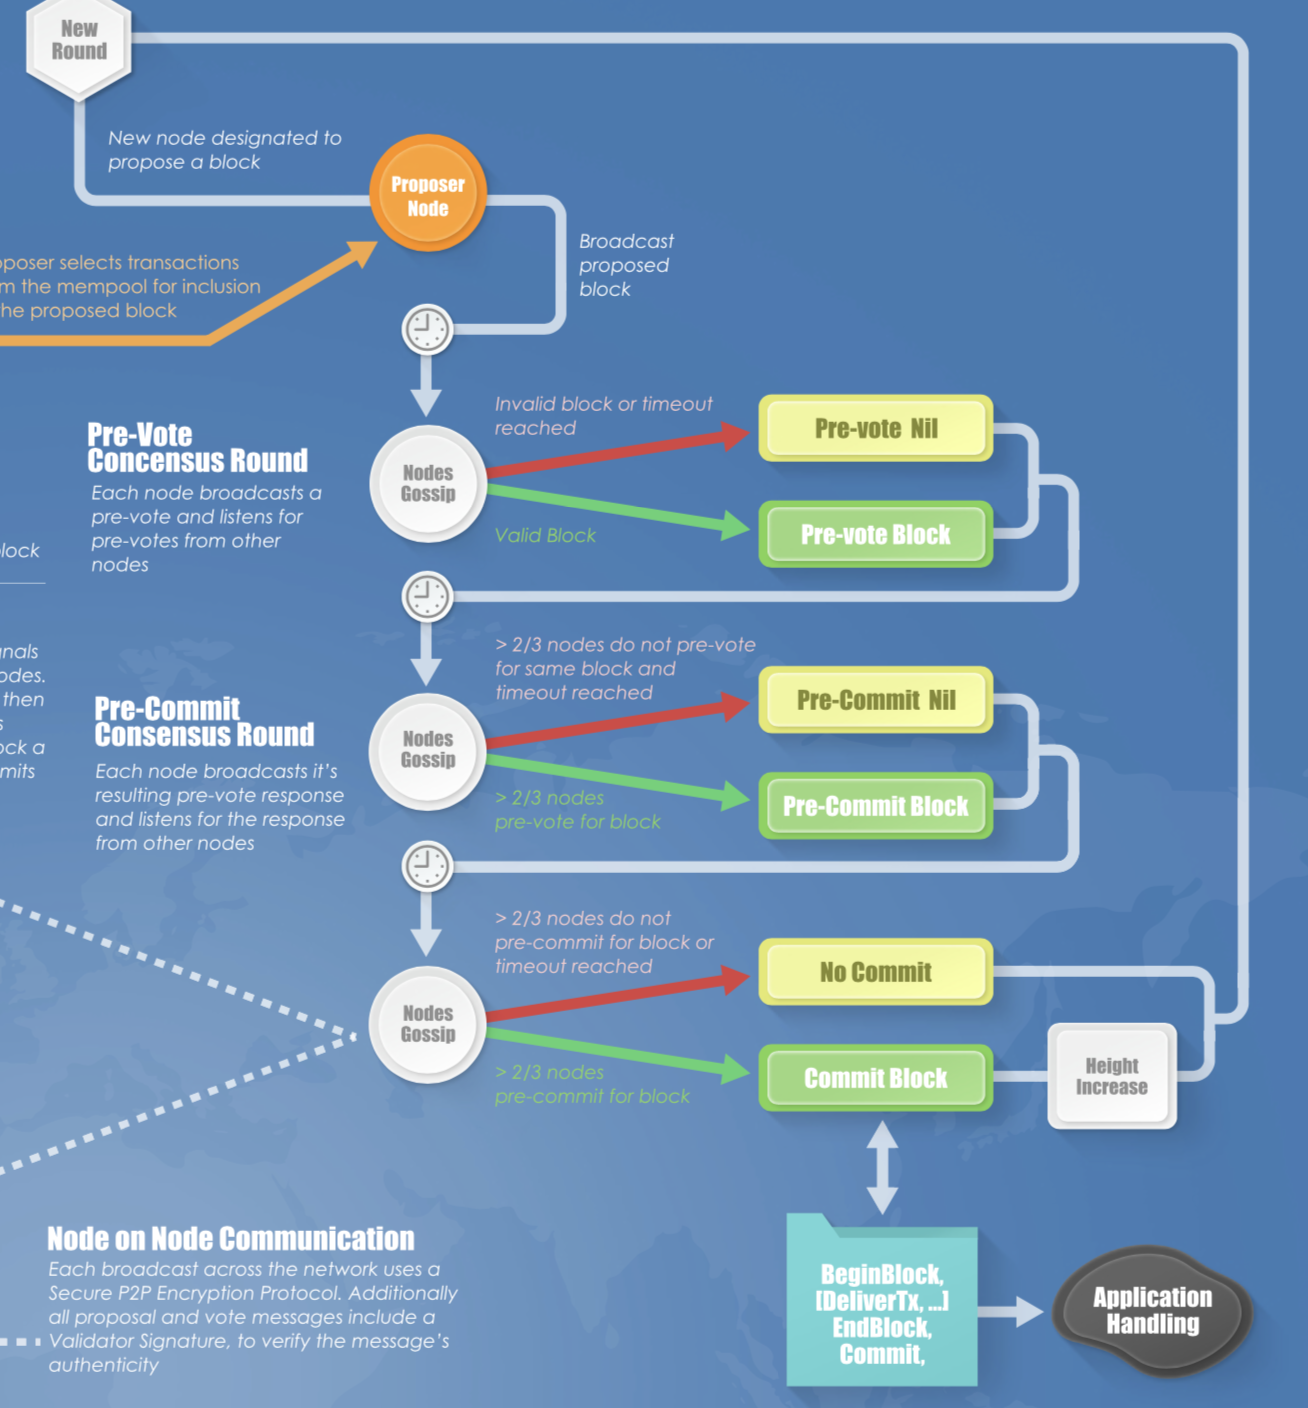 New
Round
New node designated to
propose a block
Proposer
Node
poser selects transactions
m the mempool for inclusion
he proposed block
Broadcast
proposed
block
Invalid block or timeout
reached
Pre-vote Nil
Pre-Vote
Concensus Round
Each node broadcasts a
pre-vote and listens for
pre-votes from other
nodes
Nodes
Gossip
Valid Block
Pre-vote Block
lock
nals
odes.
then
s
ock a
mits
> 2/3 nodes do not pre-vote
for same block and
timeout reached
Pre-Commit Nil
Pre-Commit
Consensus Round
Each node broadcasts it's
resulting pre-vote response
and listens for the response
from other nodes
Nodes
Gossip
> 2/3 nodes
pre-vote for block
Pre-Commit Block
> 2/3 nodes do not
pre-commit for block or
timeout reached
No Commit
Nodes
Gossip
> 2/3 nodes
pre-commit for block
Commit Block
Height
Increase
Node on Node Communication
Each broadcast across the network uses a
Secure P2P Encryption Protocol. Additionally
all proposal and vote messages include a
Validator Signature, to verify the message's
authenticity
BeginBlock,
[DeliverTx, ...]
EndBlock,
Commit,
Application
Handling